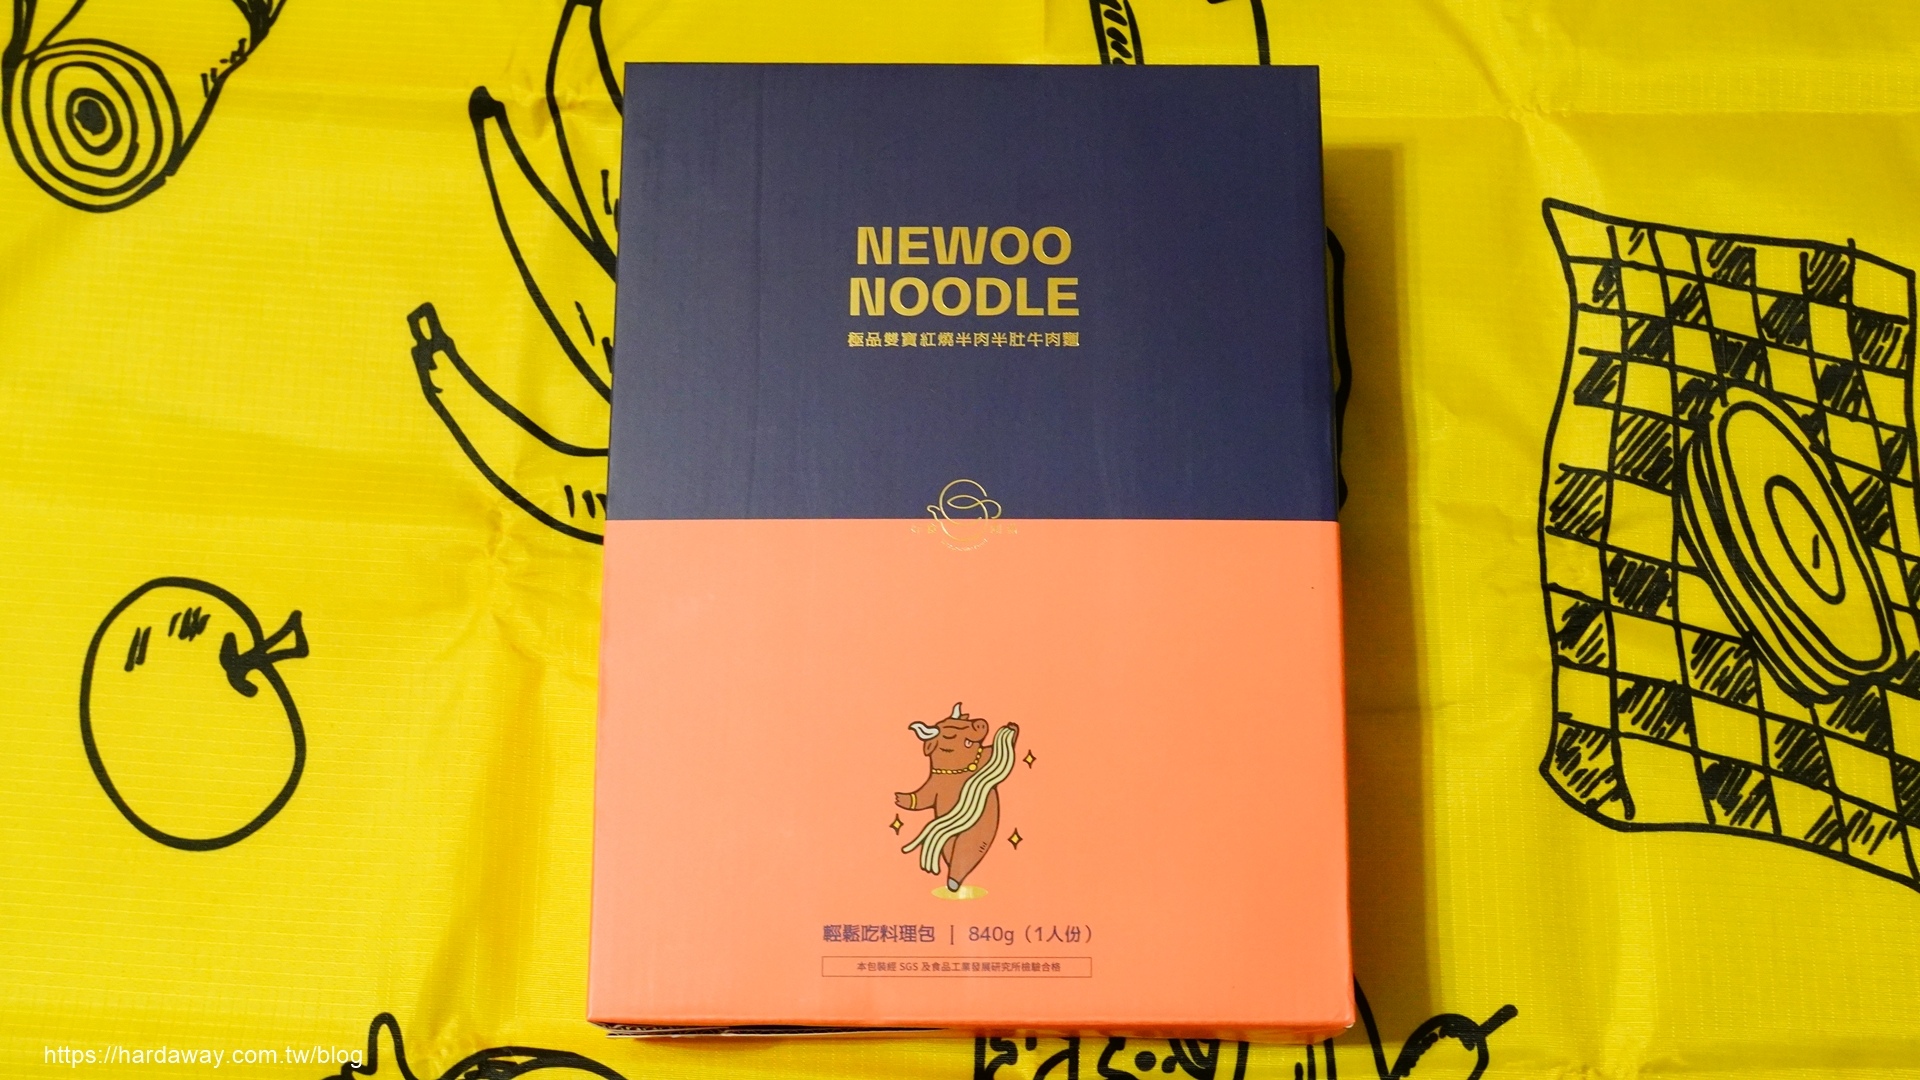 NEWOO
NOODLE
極品雙寶紅燒半肉半肚牛肉麵
輕鬆吃料理包 | 840g（1人份）
本包裝經 SGS 及食品工業發展研究所檢驗合格
https://hardaway.com.tw/blog